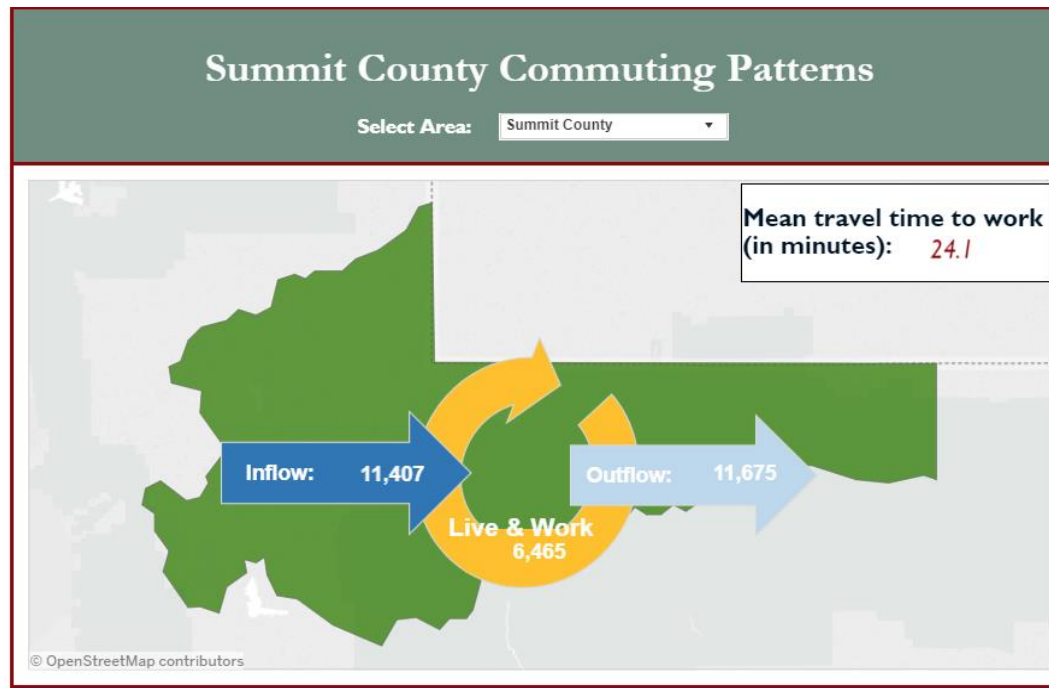 Summit County Commuting Patterns
Select Area: Summit County
Mean travel time to work
(in minutes): 24.1
Inflow: 11,407
Outflow: 11,675
Live & Work
6,465
© OpenStreetMap contributors